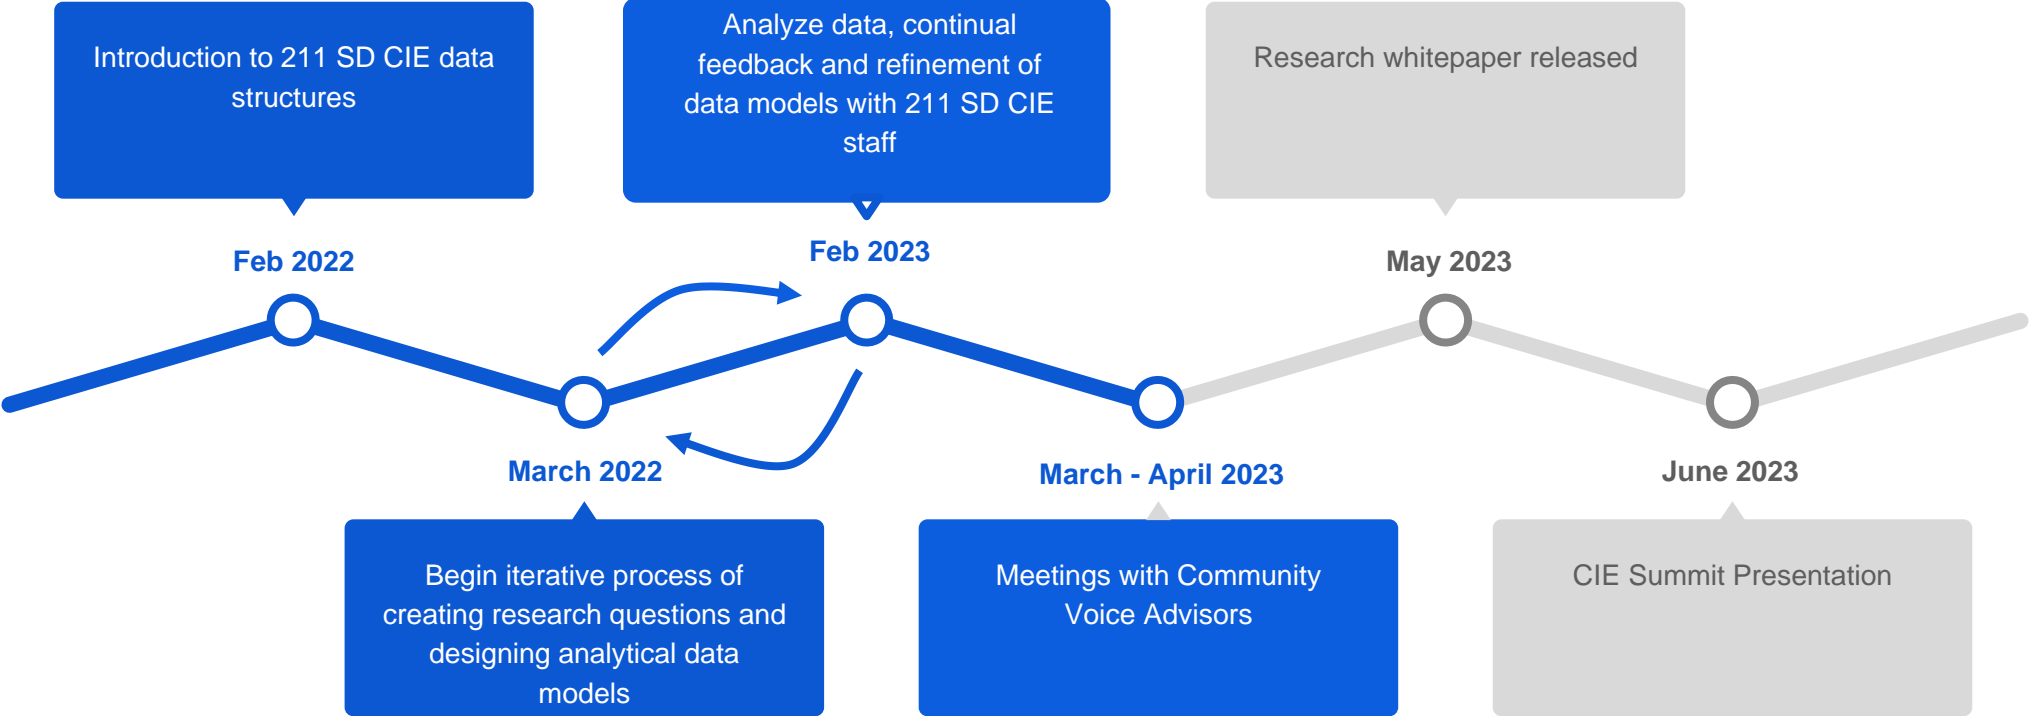 Introduction to 211 SD CIE data
structures
Feb 2022
Begin iterative process of
creating research questions and
designing analytical data
models
March 2022
Analyze data, continual
feedback and refinement of
data models with 211 SD CIE
staff
Feb 2023
March - April 2023
Meetings with Community
Voice Advisors
Research whitepaper released
May 2023
June 2023
CIE Summit Presentation